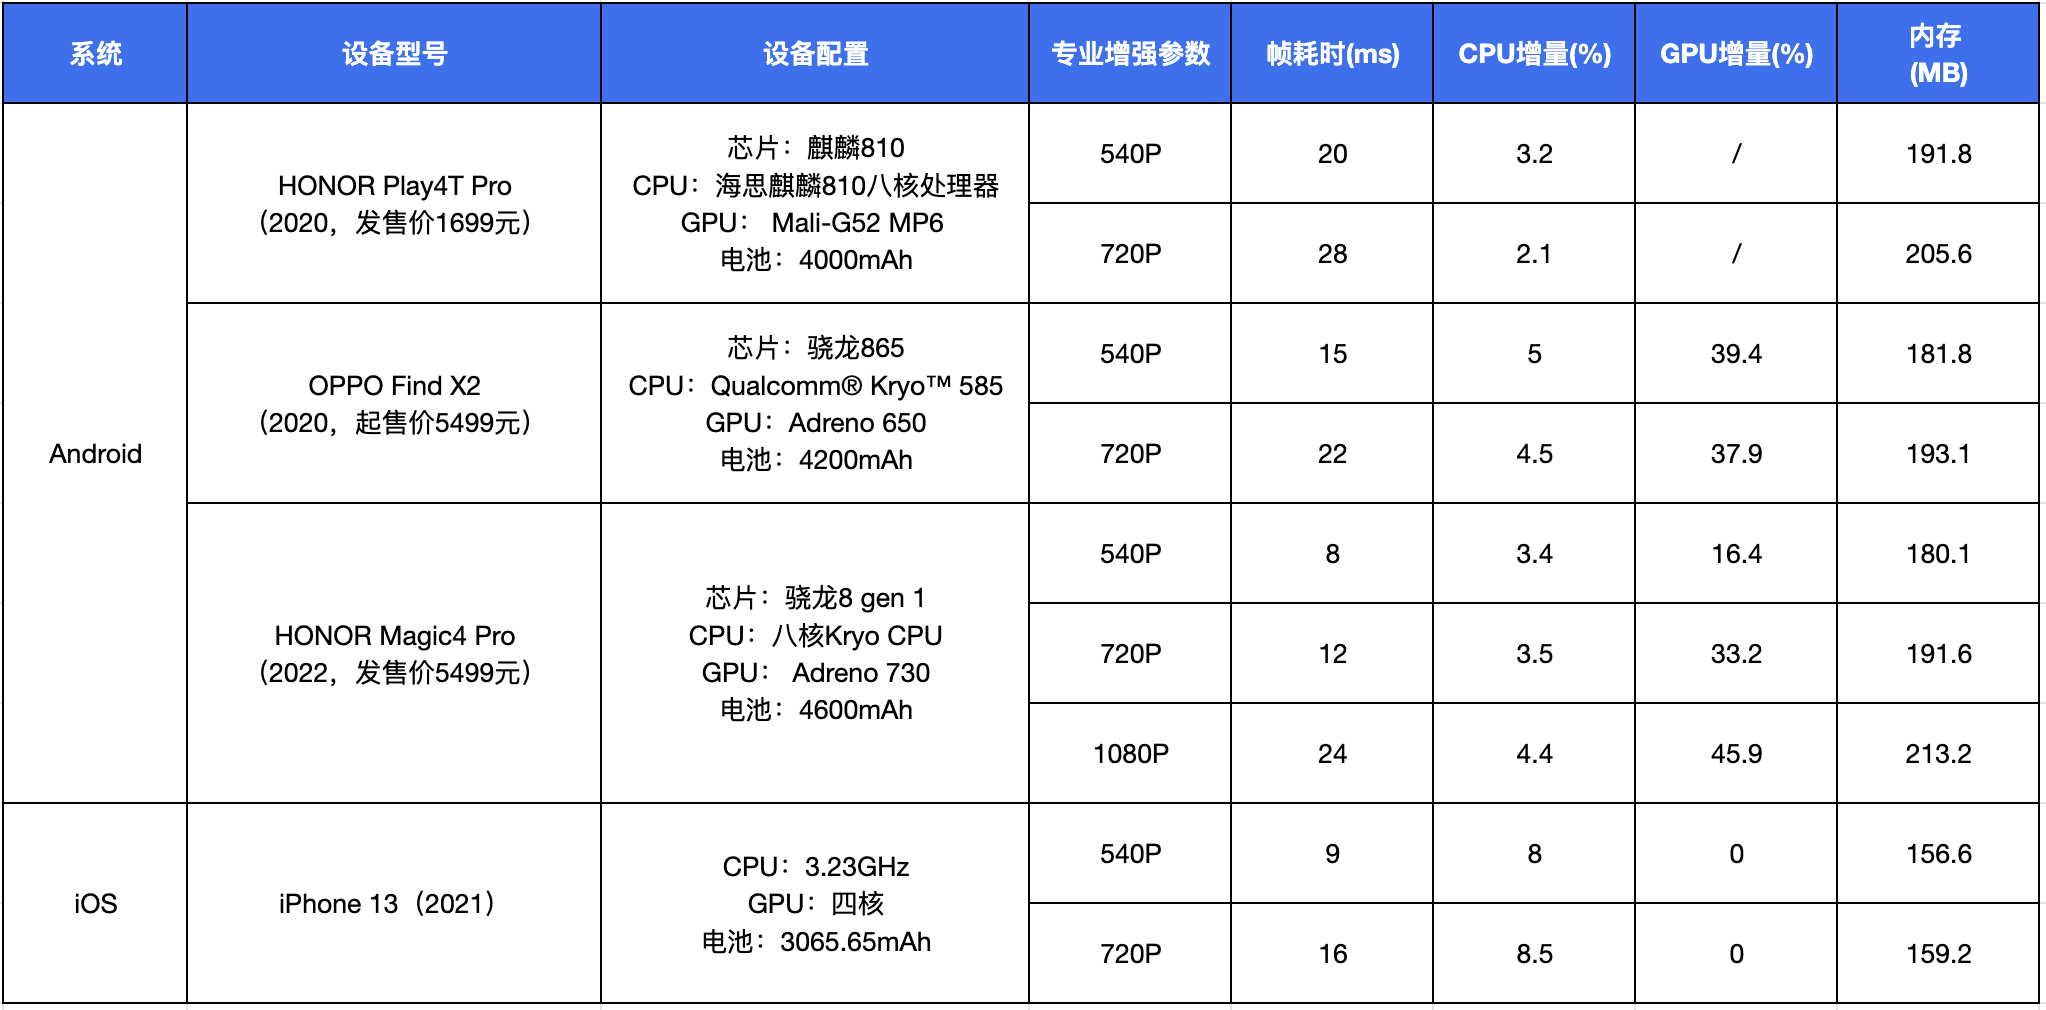 系统 设备型号 设备配置 专业增强参数 帧耗时(ms) CPU增量(%) GPU增量(%) 内存
(MB)
Android
HONOR Play4T Pro
（2020，发售价1699元）
芯片：麒麟810
CPU：海思麒麟810八核处理器
GPU： Mali-G52 MP6
电池：4000mAh
540P 20 3.2 / 191.8
720P 28 2.1 / 205.6
OPPO Find X2
（2020，起售价5499元）
芯片：骁龙865
CPU：Qualcomm® Kryo™ 585
GPU：Adreno 650
电池：4200mAh
540P 15 5 39.4 181.8
720P 22 4.5 37.9 193.1
HONOR Magic4 Pro
（2022，发售价5499元）
芯片：骁龙8 gen 1
CPU：八核Kryo CPU
GPU： Adreno 730
电池：4600mAh
540P 8 3.4 16.4 180.1
720P 12 3.5 33.2 191.6
1080P 24 4.4 45.9 213.2
iOS
iPhone 13（2021）
CPU：3.23GHz
GPU：四核
电池：3065.65mAh
540P 9 8 0 156.6
720P 16 8.5 0 159.2